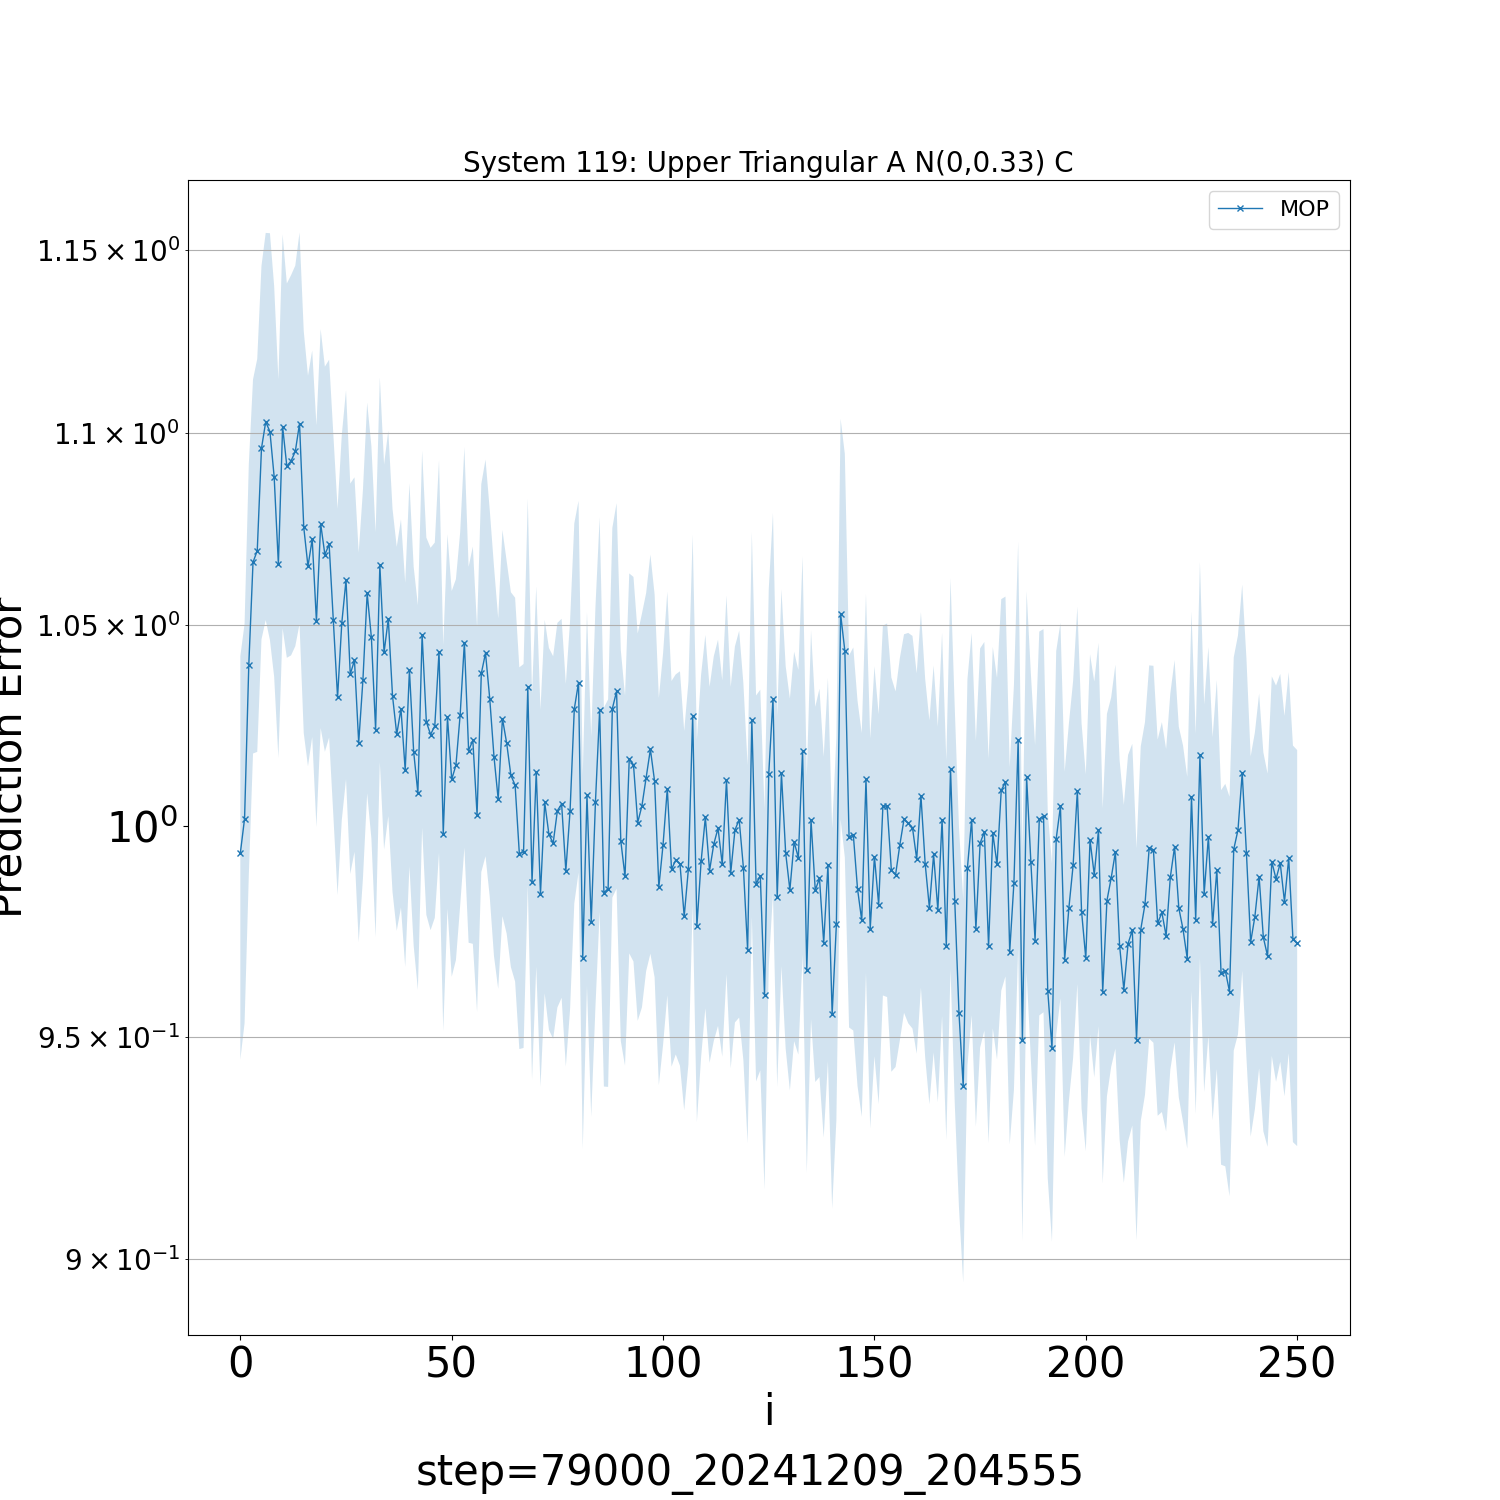 System 119: Upper Triangular A N(0,0.33) C
MOP
1.15 × 10⁰
1.1 × 10⁰
1.05 × 10⁰
10⁰
9.5 × 10⁻¹
9 × 10⁻¹
Prediction Error
0 50 100 150 200 250
i
step=79000_20241209_204555